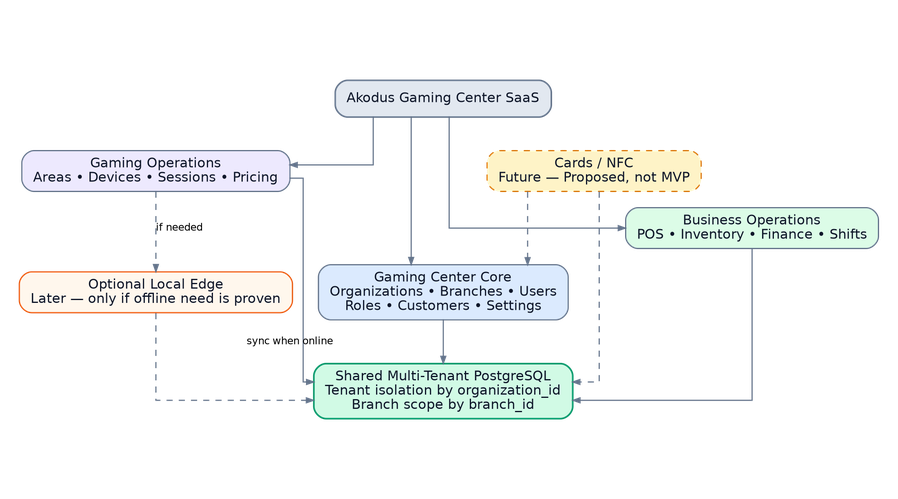 Akodus Gaming Center SaaS
Gaming Operations
Areas • Devices • Sessions • Pricing
Cards / NFC
Future — Proposed, not MVP
Business Operations
POS • Inventory • Finance • Shifts
if needed
Optional Local Edge
Later — only if offline need is proven
Gaming Center Core
Organizations • Branches • Users
Roles • Customers • Settings
sync when online
Shared Multi-Tenant PostgreSQL
Tenant isolation by organization_id
Branch scope by branch_id